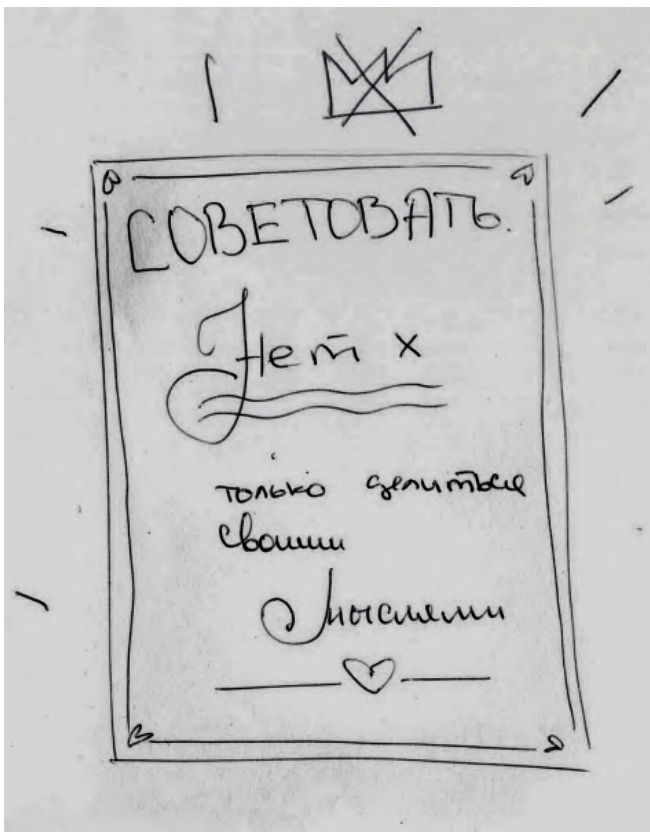 СОВЕТОВАТЬ.
Нет х
только делиться
своими
мыслями